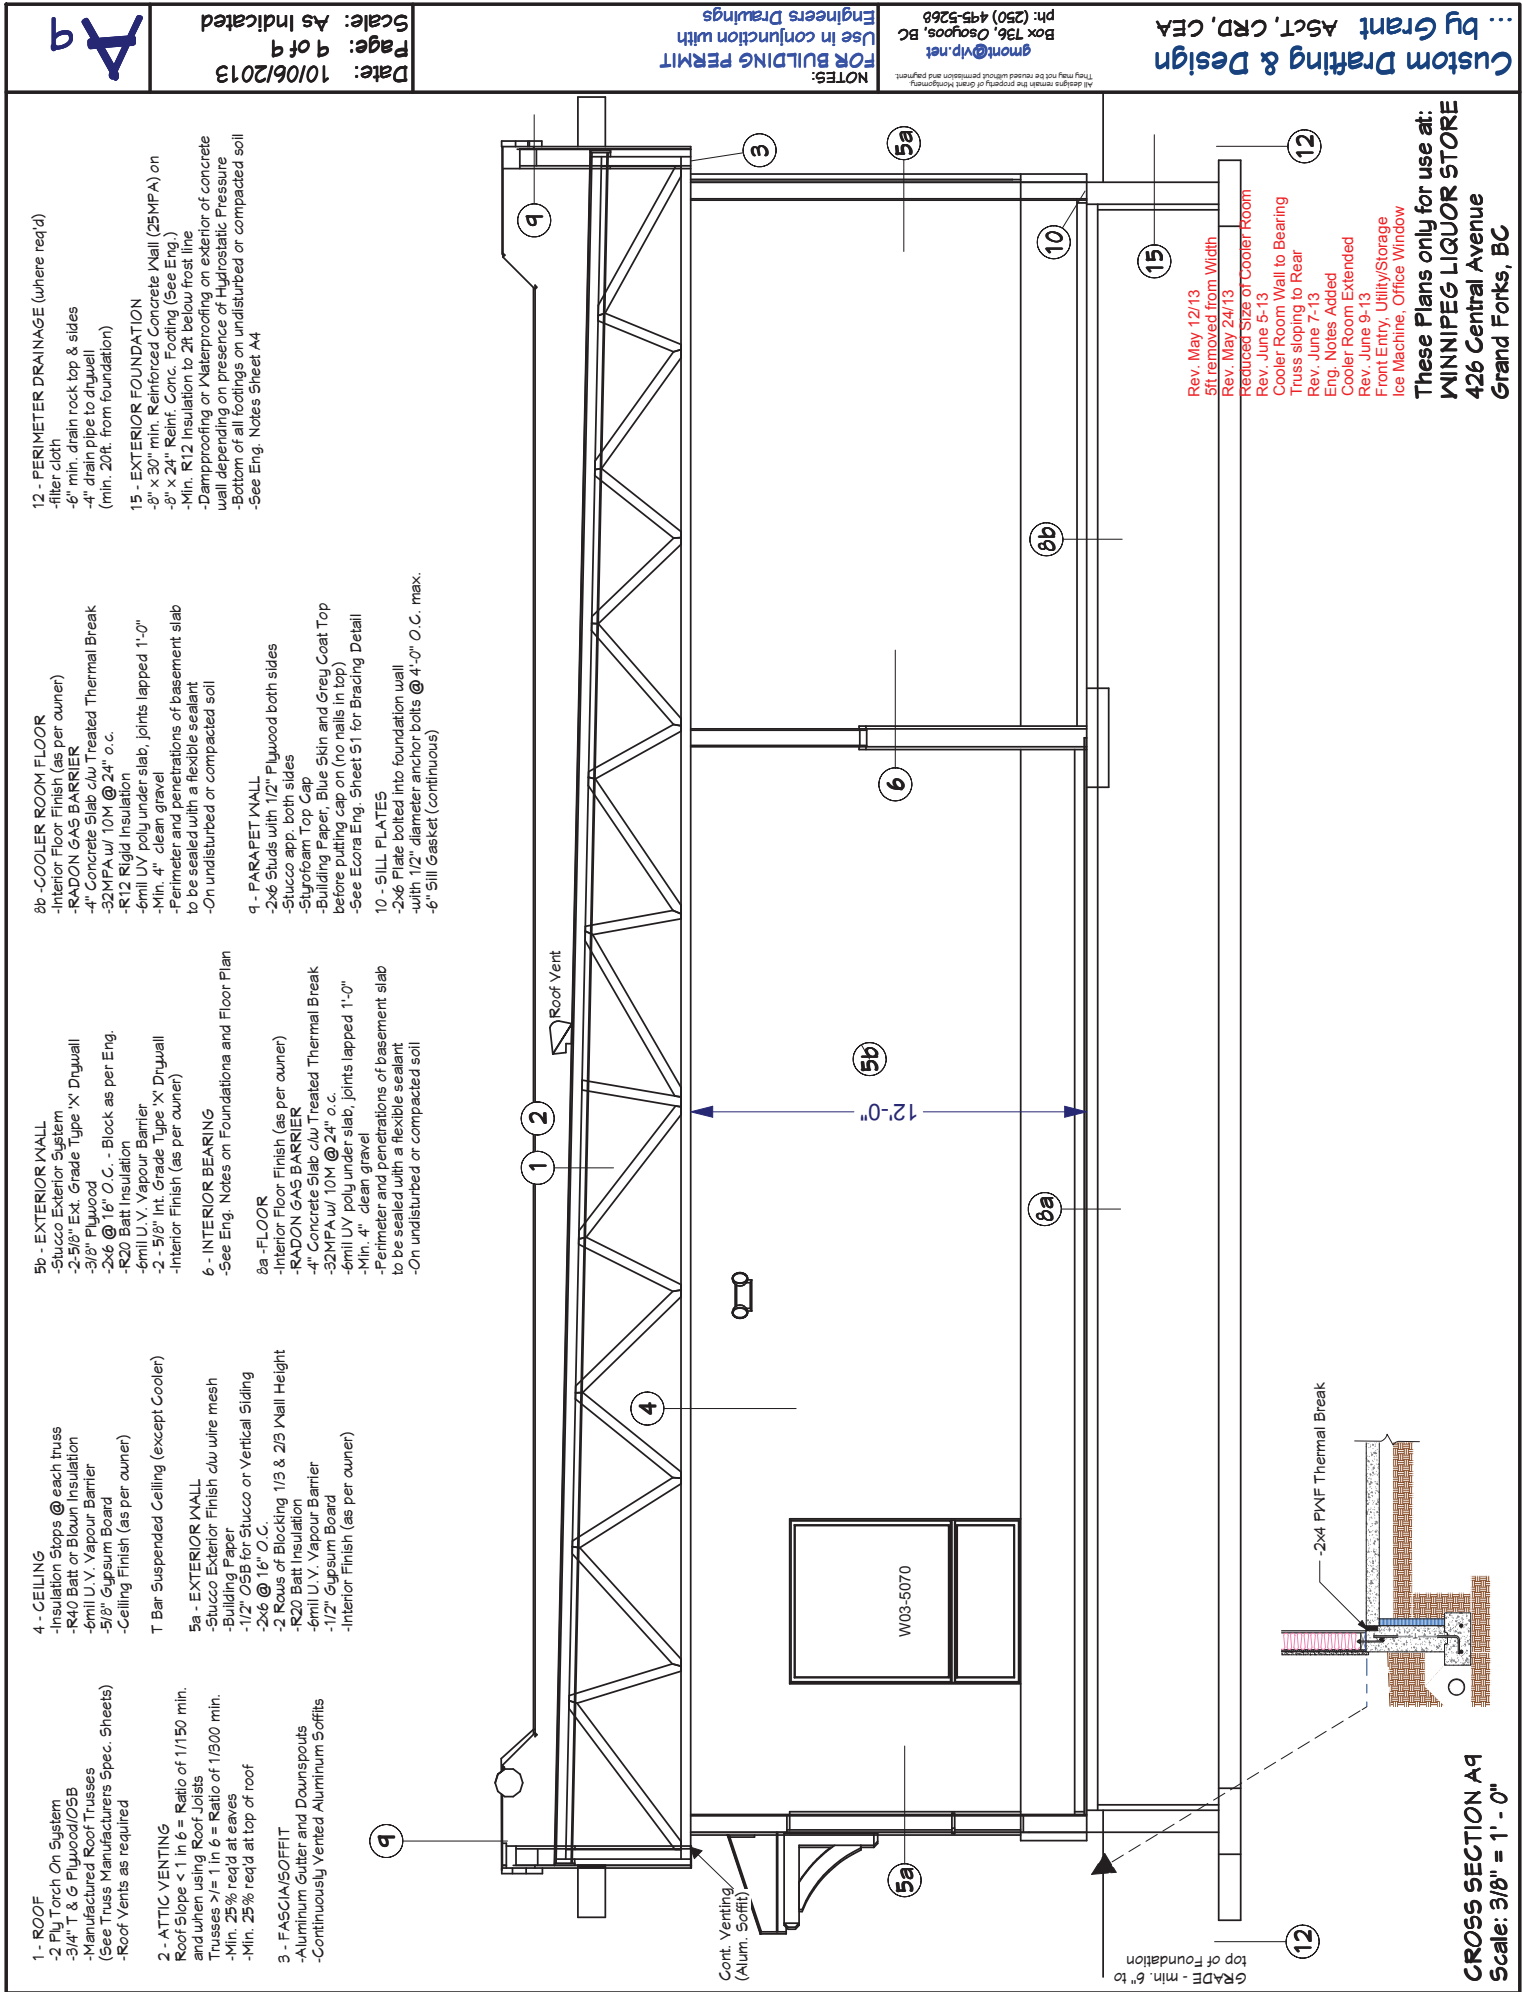 1 - ROOF
-2 Ply Torch On System
-3/4" T & G Plywood/OSB
-Manufactured Roof Trusses
(See Truss Manufacturers Spec. Sheets)
-Roof Vents as required
2 - ATTIC VENTING
Roof Slope < 1 in 6 = Ratio of 1/150 min.
and when using Roof Joists
Trusses >/= 1 in 6 = Ratio of 1/300 min.
-Min. 25% req'd at eaves
-Min. 25% req'd at top of roof
3 - FASCIA/SOFFIT
-Aluminum Gutter and Downspouts
-Continuously Vented Aluminum Soffits
4 - CEILING
-Insulation Stops @ each truss
-R40 Batt or Blown Insulation
-6mil U.V. Vapour Barrier
-5/8" Gypsum Board
-Ceiling Finish (as per owner)
T Bar Suspended Ceiling (except Cooler)
5a - EXTERIOR WALL
-Stucco Exterior Finish c/w wire mesh
-Building Paper
-1/2" OSB for Stucco or Vertical Siding
-2x6 @ 16" O.C.
-2 Rows of Blocking 1/3 & 2/3 Wall Height
-R20 Batt Insulation
-6mil U.V. Vapour Barrier
-1/2" Gypsum Board
-Interior Finish (as per owner)
5b - EXTERIOR WALL
-Stucco Exterior System
-2-5/8" Ext. Grade Type 'X' Drywall
-3/8" Plywood
-2x6 @ 16" O.C. - Block as per Eng.
-R20 Batt Insulation
-6mil U.V. Vapour Barrier
-2 - 5/8" Int. Grade Type 'X' Drywall
-Interior Finish (as per owner)
6 - INTERIOR BEARING
-See Eng. Notes on Foundationa and Floor Plan
8a -FLOOR
-Interior Floor Finish (as per owner)
-RADON GAS BARRIER
-4" Concrete Slab c/w Treated Thermal Break
-32MPA w/ 10M @ 24" o.c.
-6mil UV poly under slab, joints lapped 1'-0"
-Min. 4" clean gravel
-Perimeter and penetrations of basement slab
to be sealed with a flexible sealant
-On undisturbed or compacted soil
8b -COOLER ROOM FLOOR
-Interior Floor Finish (as per owner)
-RADON GAS BARRIER
-4" Concrete Slab c/w Treated Thermal Break
-32MPA w/ 10M @ 24" o.c.
-R12 Rigid Insulation
-6mil UV poly under slab, joints lapped 1'-0"
-Min. 4" clean gravel
-Perimeter and penetrations of basement slab
to be sealed with a flexible sealant
-On undisturbed or compacted soil
9 - PARAPET WALL
-2x6 Studs with 1/2" Plywood both sides
-Stucco app. both sides
-Styrofoam Top Cap
-Building Paper, Blue Skin and Grey Coat Top
before putting cap on (no nails in top)
-See Ecora Eng. Sheet S1 for Bracing Detail
10 - SILL PLATES
-2x6 Plate bolted into foundation wall
-with 1/2" diameter anchor bolts @ 4'-0" O.C. max.
-6" Sill Gasket (continuous)
12 - PERIMETER DRAINAGE (where req'd)
-filter cloth
-6" min. drain rock top & sides
-4" drain pipe to drywell
(min. 20ft. from foundation)
15 - EXTERIOR FOUNDATION
-8" x 30" min. Reinforced Concrete Wall (25MPA) on
-8" x 24" Reinf. Conc. Footing (See Eng.)
-Min. R12 Insulation to 2ft below frost line
-Dampproofing or Waterproofing on exterior of concrete
wall depending on presence of Hydrostatic Pressure
-Bottom of all footings on undisturbed or compacted soil
-See Eng. Notes Sheet A4
9
1
2
Roof Vent
9
3
4
Cont. Venting
(Alum. Soffit)
5a
W03-5070
12'-0"
5b
6
5a
8a
8b
10
15
12
12
GRADE - min. 6" to
top of Foundation
-2x4 PWF Thermal Break
CROSS SECTION A9
Scale: 3/8" = 1' - 0"
Rev. May 12/13
5ft removed from Width
Rev. May 24/13
Reduced Size of Cooler Room
Rev. June 5-13
Cooler Room Wall to Bearing
Truss sloping to Rear
Rev. June 7-13
Eng. Notes Added
Cooler Room Extended
Rev. June 9-13
Front Entry, Utility/Storage
Ice Machine, Office Window
These Plans only for use at:
WINNIPEG LIQUOR STORE
426 Central Avenue
Grand Forks, BC
Custom Drafting & Design
... by Grant AScT, CRD, CEA
All designs remain the property of Grant Montgomery.
They may not be reused without permission and payment.
gmont@vip.net
Box 736, Osoyoos, BC
ph: (250) 495-5268
NOTES:
FOR BUILDING PERMIT
Use in conjunction with
Engineers Drawings
Date: 10/06/2013
Page: 9 of 9
Scale: As Indicated
A9